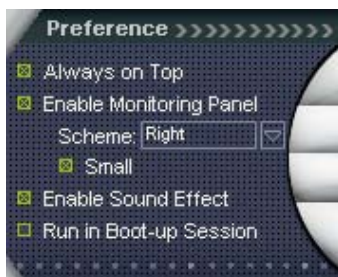 Preference >>>>>>>>>>>
Always on Top
Enable Monitoring Panel
Scheme: Right
Small
Enable Sound Effect
Run in Boot-up Session